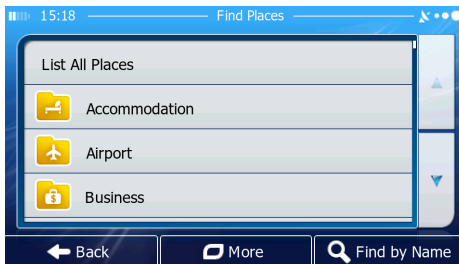 15:18 Find Places
List All Places
Accommodation
Airport
$ Business
Back More Find by Name